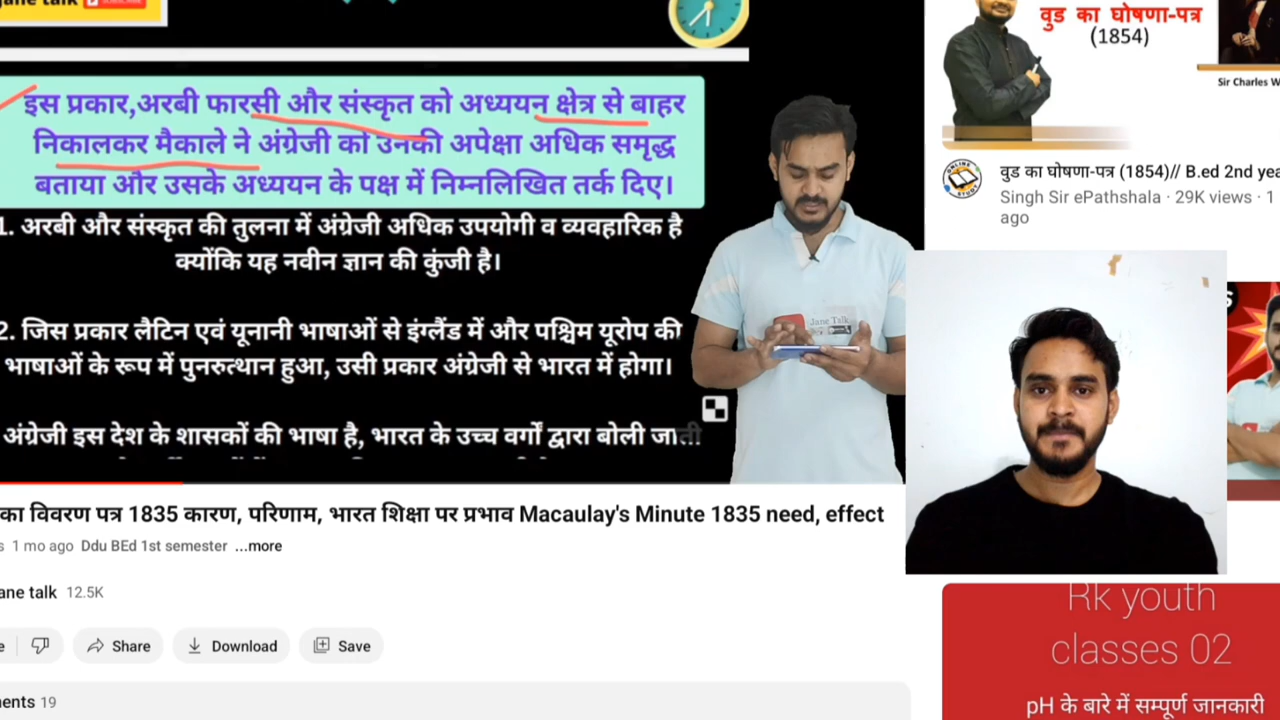 jane talk
वुड का घोषणा-पत्र
(1854)
Sir Charles W
इस प्रकार,अरबी फारसी और संस्कृत को अध्ययन क्षेत्र से बाहर
निकालकर मैकाले ने अंग्रेजी को उनकी अपेक्षा अधिक समृद्ध
बताया और उसके अध्ययन के पक्ष में निम्नलिखित तर्क दिए।
1. अरबी और संस्कृत की तुलना में अंग्रेजी अधिक उपयोगी व व्यवहारिक है
क्योंकि यह नवीन ज्ञान की कुंजी है।
2. जिस प्रकार लैटिन एवं यूनानी भाषाओं से इंग्लैंड में और पश्चिम यूरोप की
भाषाओं के रूप में पुनरुत्थान हुआ, उसी प्रकार अंग्रेजी से भारत में होगा।
अंग्रेजी इस देश के शासकों की भाषा है, भारत के उच्च वर्गों द्वारा बोली जाती
Jane Talk
ONLINE STUDY
वुड का घोषणा-पत्र (1854)// B.ed 2nd yea
Singh Sir ePathshala · 29K views · 1
ago
का विवरण पत्र 1835 कारण, परिणाम, भारत शिक्षा पर प्रभाव Macaulay's Minute 1835 need, effect
s 1 mo ago Ddu BEd 1st semester ...more
ane talk 12.5K
e Share Download Save
ents 19
Rk youth
classes 02
pH के बारे में सम्पूर्ण जानकारी